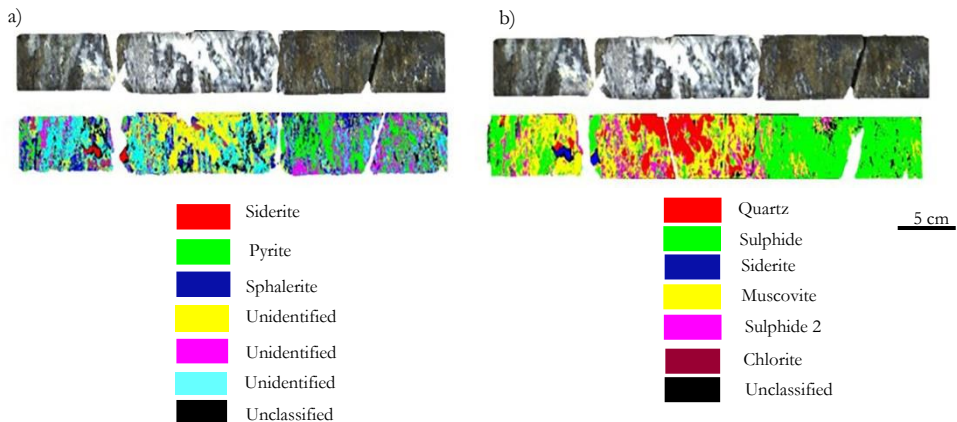 a)
Siderite
Pyrite
Sphalerite
Unidentified
Unidentified
Unidentified
Unclassified
b)
Quartz
Sulphide
Siderite
Muscovite
Sulphide 2
Chlorite
Unclassified
5 cm